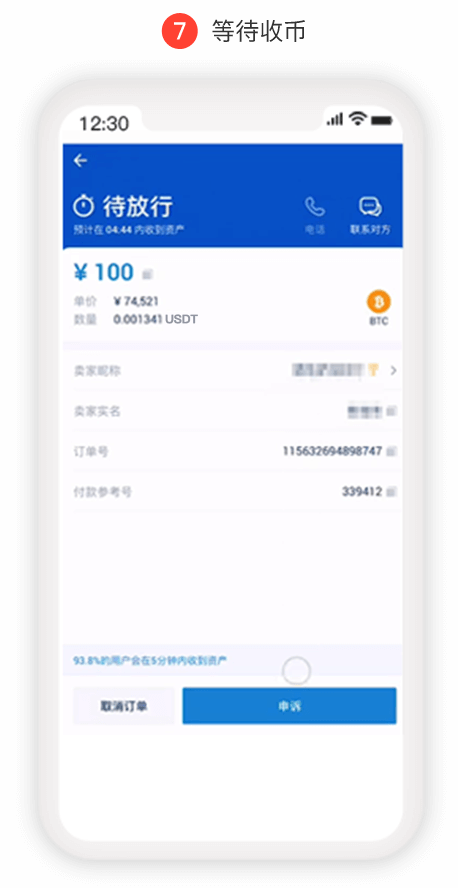 7 等待收币
12:30
待放行
预计在 04:44 内收到资产
电话
联系对方
¥ 100
单价 ¥ 74,521
数量 0.001341 USDT
BTC
卖家昵称
卖家实名
订单号 115632694898747
付款参考号 339412
93.8%的用户会在5分钟内收到资产
取消订单
申诉